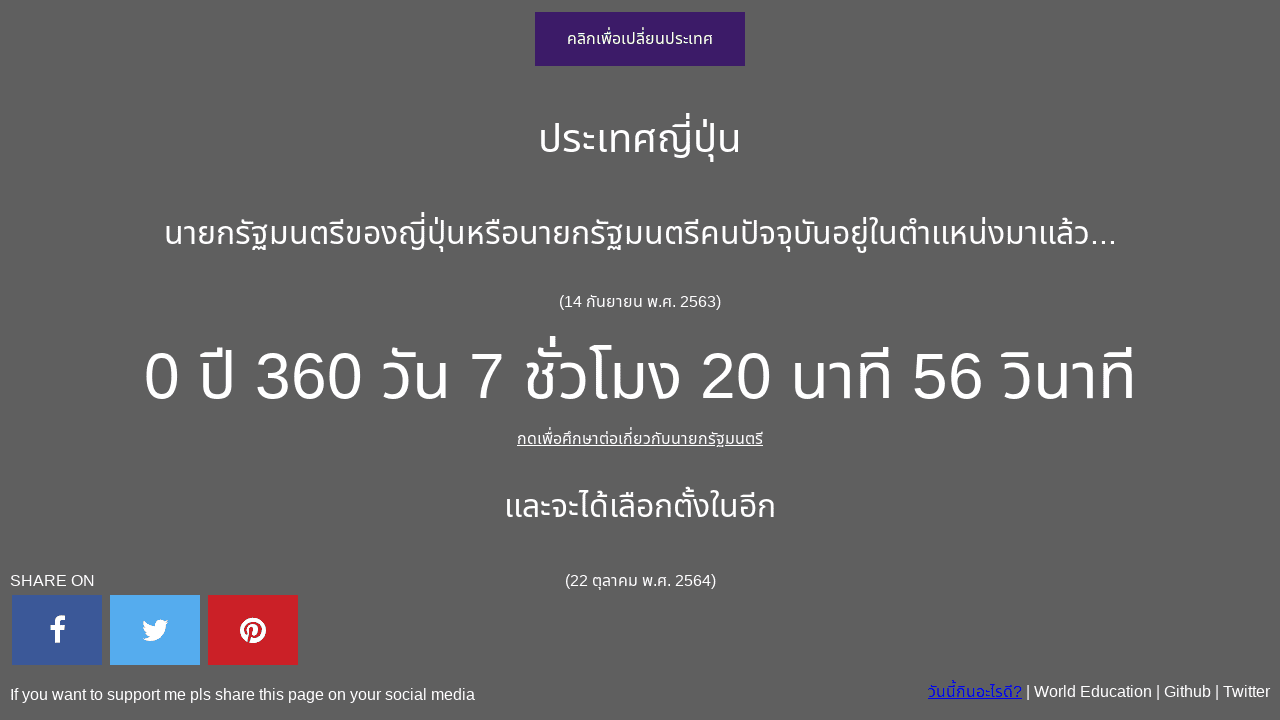 คลิกเพื่อเปลี่ยนประเทศ
ประเทศญี่ปุ่น
นายกรัฐมนตรีของญี่ปุ่นหรือนายกรัฐมนตรีคนปัจจุบันอยู่ในตำแหน่งมาแล้ว...
(14 กันยายน พ.ศ. 2563)
0 ปี 360 วัน 7 ชั่วโมง 20 นาที 56 วินาที
กดเพื่อศึกษาต่อเกี่ยวกับนายกรัฐมนตรี
และจะได้เลือกตั้งในอีก
(22 ตุลาคม พ.ศ. 2564)
SHARE ON
If you want to support me pls share this page on your social media
วันนี้กินอะไรดี? | World Education | Github | Twitter